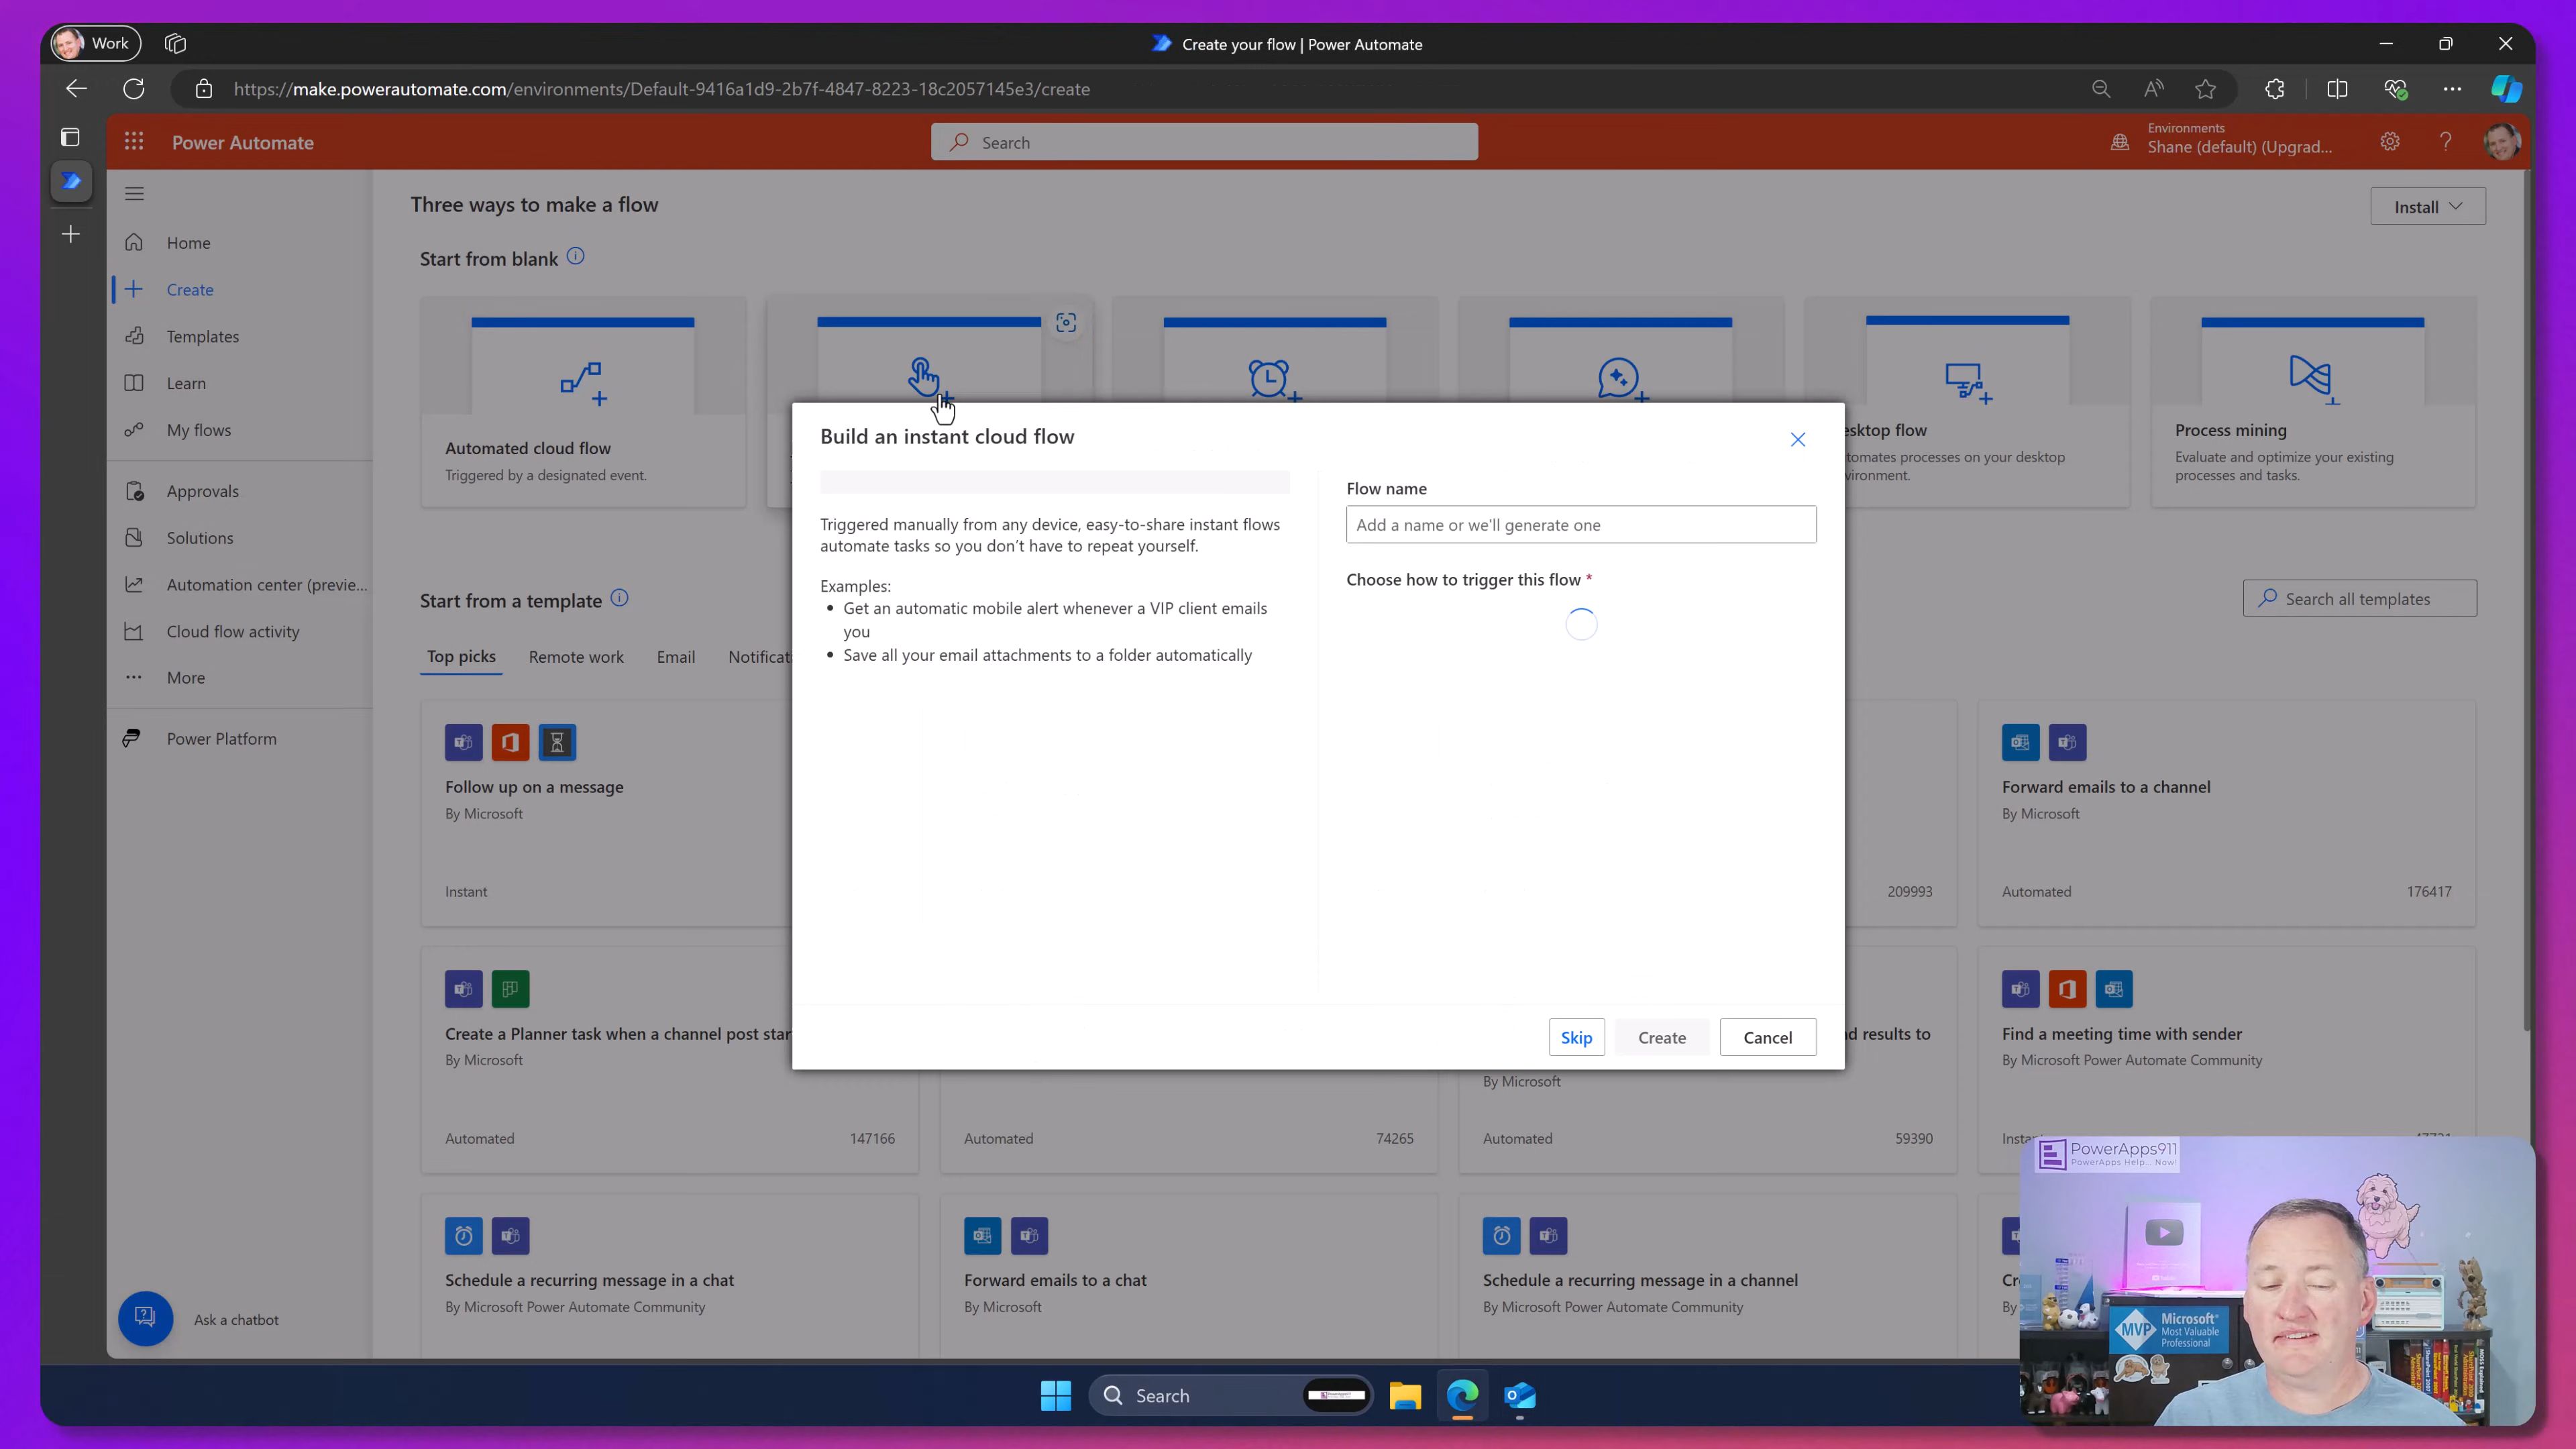 Work
Create your flow | Power Automate
https://make.powerautomate.com/environments/Default-9416a1d9-2b7f-4847-8223-18c2057145e3/create
Power Automate
Search
Environments
Shane (default) (Upgrad...
Home
Create
Templates
Learn
My flows
Approvals
Solutions
Automation center (previe...
Cloud flow activity
More
Power Platform
Ask a chatbot
Three ways to make a flow
Install
Start from blank
Automated cloud flow
Triggered by a designated event.
esktop flow
tomates processes on your desktop
vironment.
Process mining
Evaluate and optimize your existing
processes and tasks.
Build an instant cloud flow
Triggered manually from any device, easy-to-share instant flows
automate tasks so you don't have to repeat yourself.
Examples:
• Get an automatic mobile alert whenever a VIP client emails
you
• Save all your email attachments to a folder automatically
Flow name
Add a name or we'll generate one
Choose how to trigger this flow *
Skip
Create
Cancel
Start from a template
Search all templates
Top picks
Remote work
Email
Notificat
Follow up on a message
By Microsoft
Instant
209993
Forward emails to a channel
By Microsoft
Automated
176417
Create a Planner task when a channel post star
By Microsoft
Automated
147166
Automated
74265
nd results to
By Microsoft
Automated
59390
Find a meeting time with sender
By Microsoft Power Automate Community
Schedule a recurring message in a chat
By Microsoft Power Automate Community
Forward emails to a chat
By Microsoft
Schedule a recurring message in a channel
By Microsoft Power Automate Community
PowerApps911
PowerApps Help... Now!
MVP
Microsoft®
Most Valuable
Professional
Search